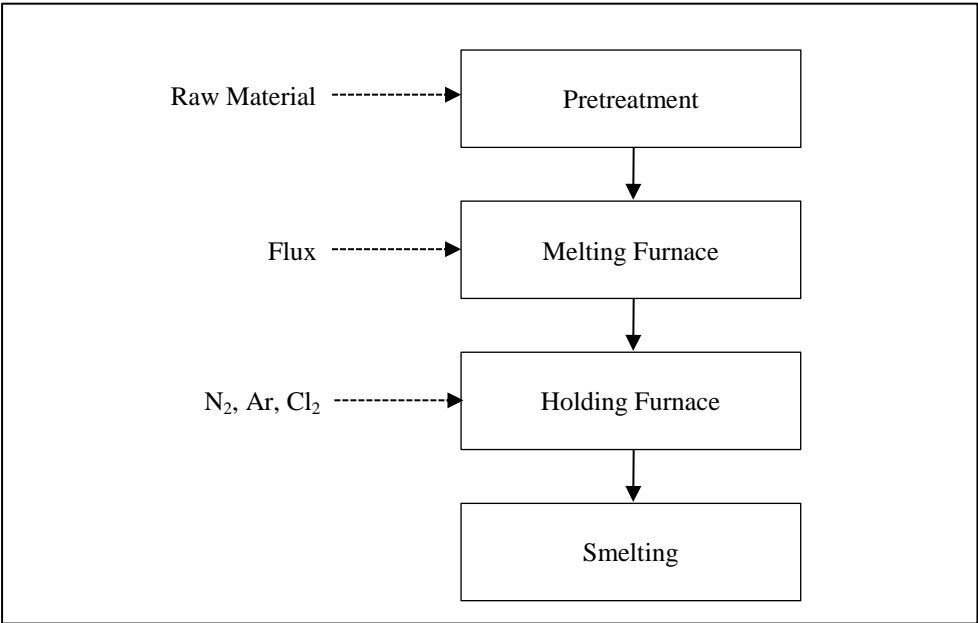 Raw Material
Pretreatment
Flux
Melting Furnace
N₂, Ar, Cl₂
Holding Furnace
Smelting